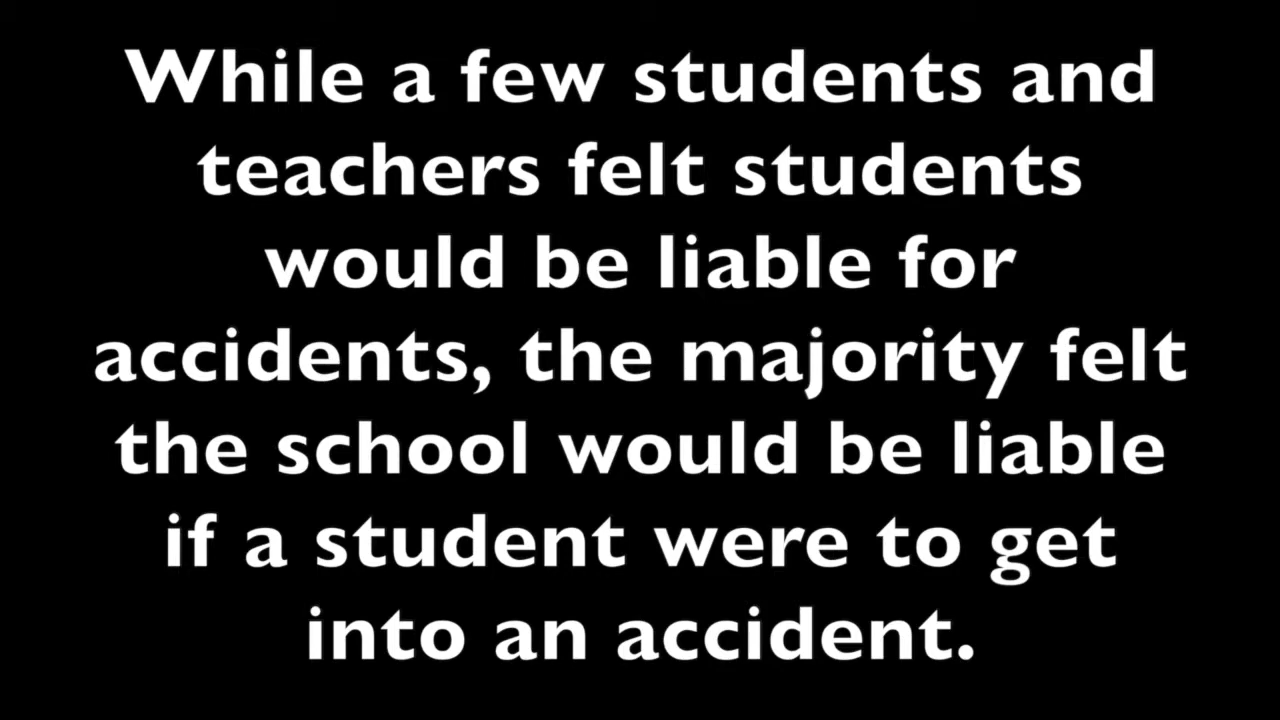 While a few students and
teachers felt students
would be liable for
accidents, the majority felt
the school would be liable
if a student were to get
into an accident.